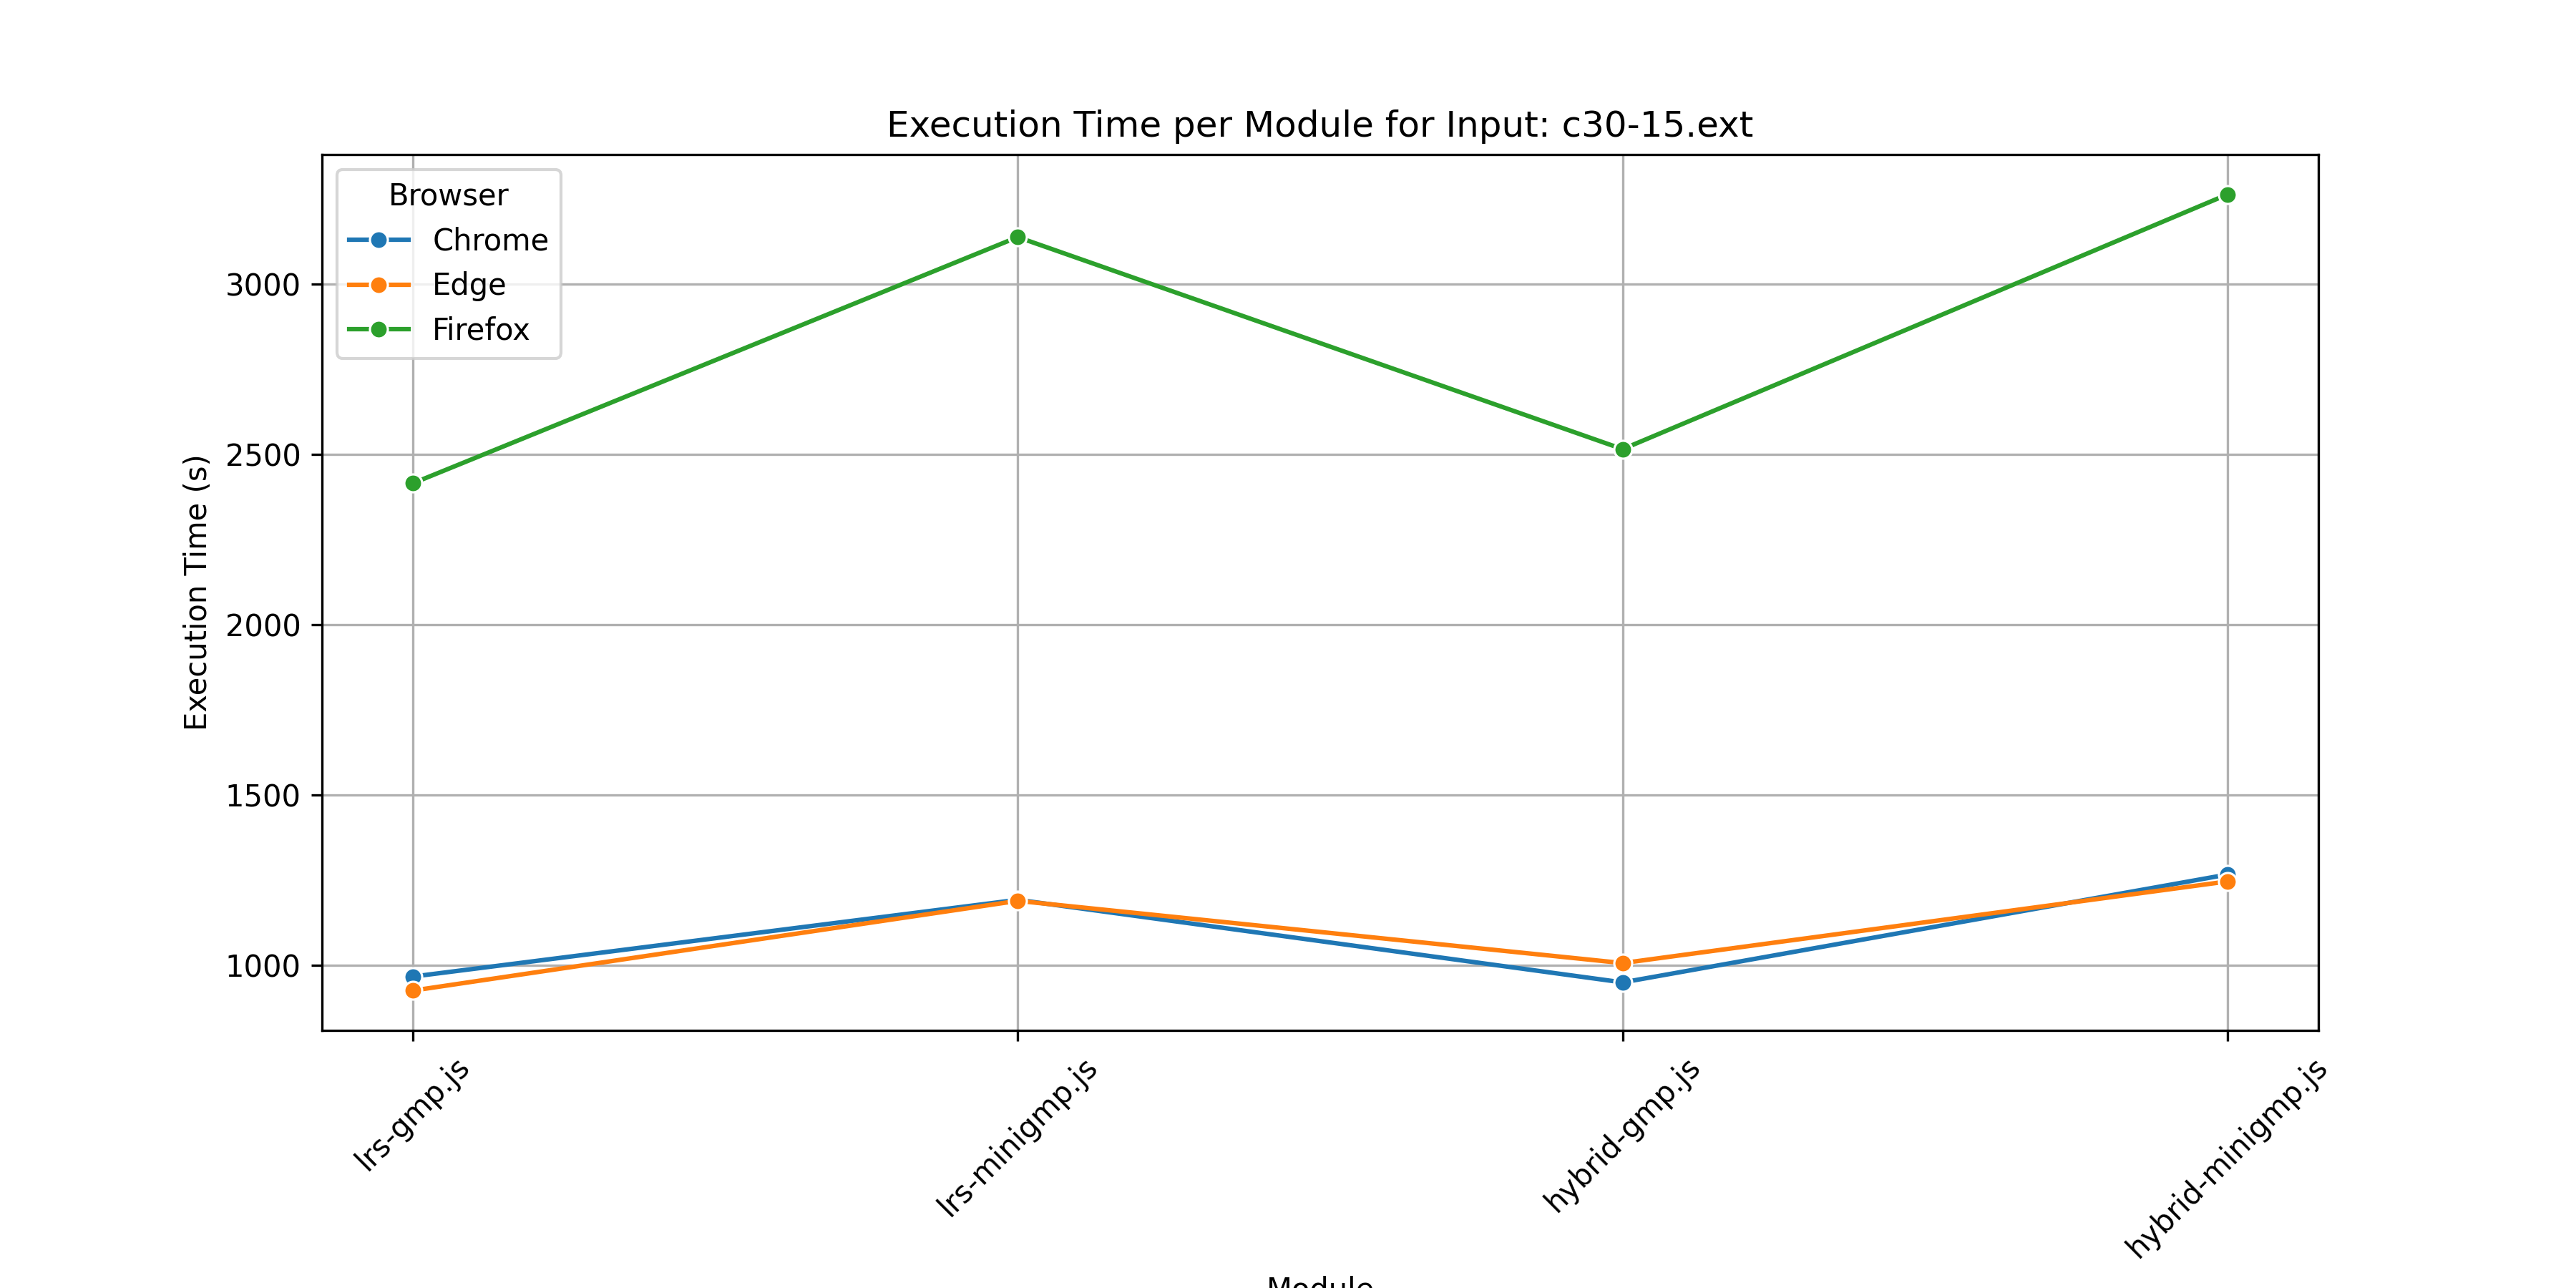 Execution Time per Module for Input: c30-15.ext
Browser
Chrome
Edge
Firefox
3000
2500
2000
1500
1000
Execution Time (s)
lrs-gmp.js
lrs-minigmp.js
hybrid-gmp.js
hybrid-minigmp.js
Module